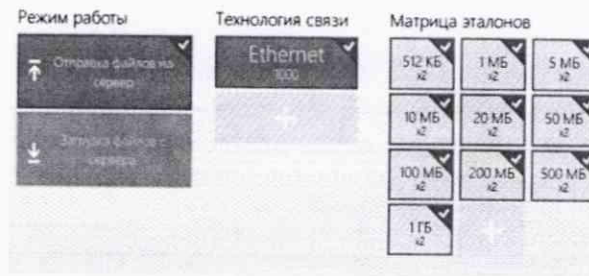 Режим работы
Отправка файлов на
сервер
Загрузка файлов с
сервера
Технология связи
Ethernet
1000
Матрица эталонов
512 КБ
x2
1 МБ
x2
5 МБ
x2
10 МБ
x2
20 МБ
x2
50 МБ
x2
100 МБ
x2
200 МБ
x2
500 МБ
x2
1 ГБ
x2